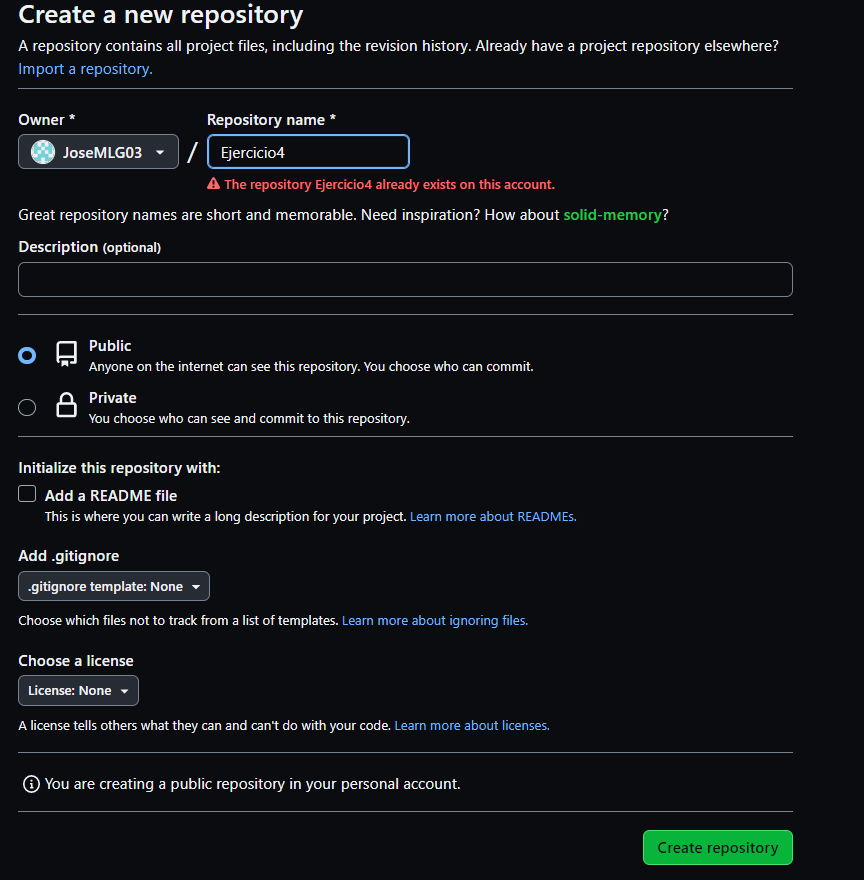 Create a new repository
A repository contains all project files, including the revision history. Already have a project repository elsewhere?
Import a repository.
Owner * Repository name *
JoseMLG03 / Ejercicio4
The repository Ejercicio4 already exists on this account.
Great repository names are short and memorable. Need inspiration? How about solid-memory?
Description (optional)
Public
Anyone on the internet can see this repository. You choose who can commit.
Private
You choose who can see and commit to this repository.
Initialize this repository with:
Add a README file
This is where you can write a long description for your project. Learn more about READMEs.
Add .gitignore
.gitignore template: None
Choose which files not to track from a list of templates. Learn more about ignoring files.
Choose a license
License: None
A license tells others what they can and can't do with your code. Learn more about licenses.
You are creating a public repository in your personal account.
Create repository